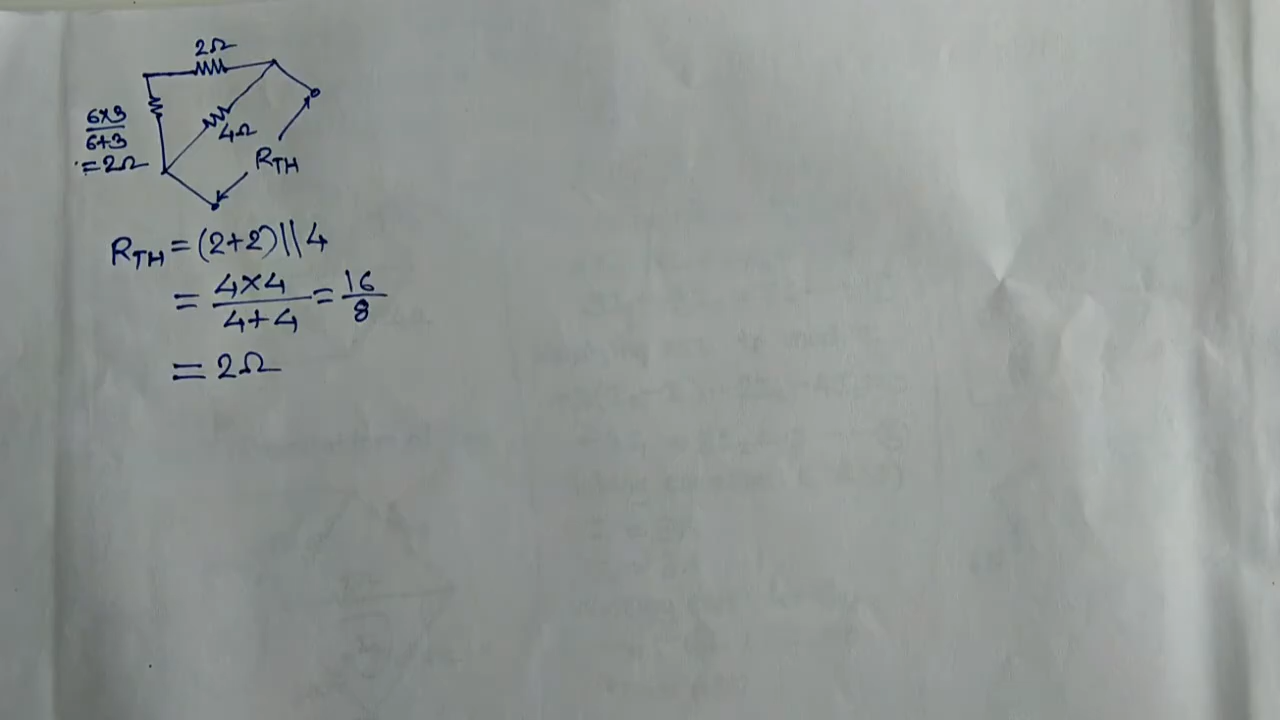 2Ω
6×3
6+3
=2Ω
4Ω
RTH
RTH = (2+2)||4
= 4×4 / 4+4 = 16 / 8
= 2Ω